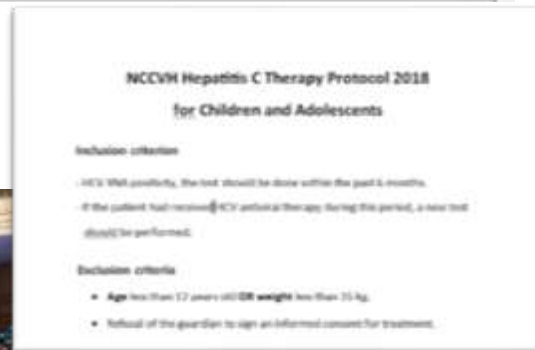 NCCVH Hepatitis C Therapy Protocol 2018
for Children and Adolescents
Inclusion criterion
- HCV RNA positivity, the test should be done within the past 6 months.
- If the patient had received HCV antiviral therapy during this period, a new test
should be performed.
Exclusion criteria
• Age less than 12 years old OR weight less than 35 kg.
• Refusal of the guardian to sign an informed consent for treatment.